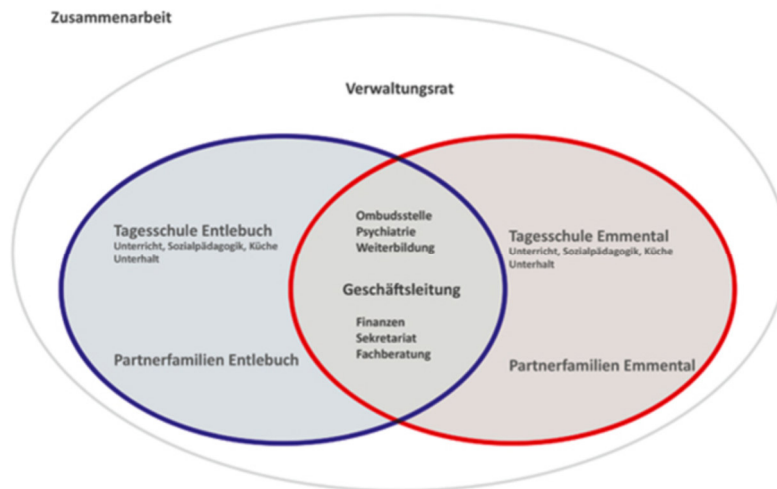 Zusammenarbeit
Verwaltungsrat
Tagesschule Entlebuch
Unterricht, Sozialpädagogik, Küche
Unterhalt
Partnerfamilien Entlebuch
Ombudsstelle
Psychiatrie
Weiterbildung
Geschäftsleitung
Finanzen
Sekretariat
Fachberatung
Tagesschule Emmental
Unterricht, Sozialpädagogik, Küche
Unterhalt
Partnerfamilien Emmental